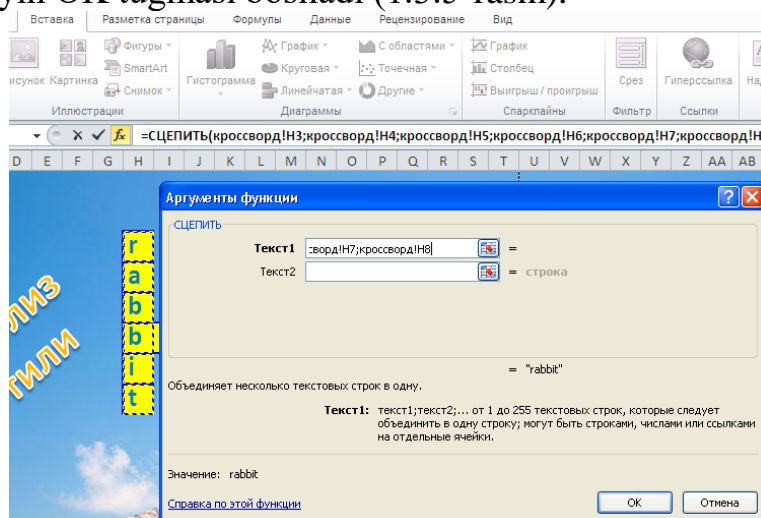 OK tugmasi bosiladi (1.5.5-rasm).
Вставка Разметка страницы Формулы Данные Рецензирование Вид
Фигуры График С областями График
SmartArt Круговая Точечная Столбец
Картинка Снимок Гистограмма Линейчатая Другие Выигрыш / проигрыш Срез Гиперссылка
Иллюстрации Диаграммы Спарклайны Фильтр Ссылки
fx =СЦЕПИТЬ(кроссворд!H3;кроссворд!H4;кроссворд!H5;кроссворд!H6;кроссворд!H7;кроссворд!H
D E F G H I J K L M N O P Q R S T U V W X Y Z AA AB
Аргументы функции
СЦЕПИТЬ
Текст1 ворд!H7;кроссворд!H8 =
Текст2 = строка
r
a
b
b
i
t
= "rabbit"
Объединяет несколько текстовых строк в одну.
Текст1: текст1;текст2;... от 1 до 255 текстовых строк, которые следует
объединить в одну строку; могут быть строками, числами или ссылками
на отдельные ячейки.
Значение: rabbit
Справка по этой функции
ОК Отмена